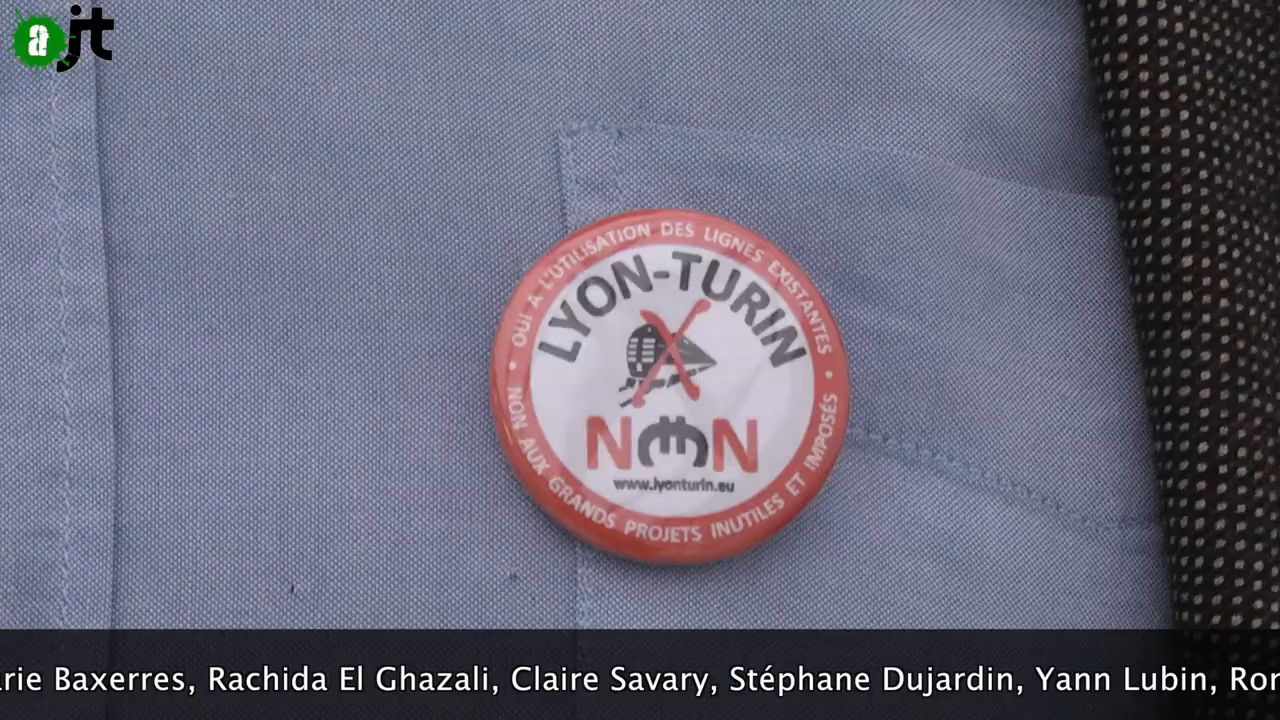 ajt
OUI À L'UTILISATION DES LIGNES EXISTANTES
LYON-TURIN
N€N
www.lyonturin.eu
NON AUX GRANDS PROJETS INUTILES ET IMPOSÉS
Baxerres, Rachida El Ghazali, Claire Savary, Stéphane Dujardin, Yann Lubin,